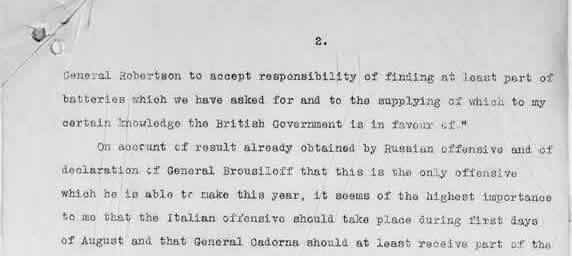 2.
General Robertson to accept responsibility of finding at least part of
batteries which we have asked for and to the supplying of which to my
certain knowledge the British Government is in favour of."
On account of result already obtained by Russian offensive and of
declaration of General Brousiloff that this is the only offensive
which he is able to make this year, it seems of the highest importance
to me that the Italian offensive should take place during first days
of August and that General Cadorna should at least receive part of the